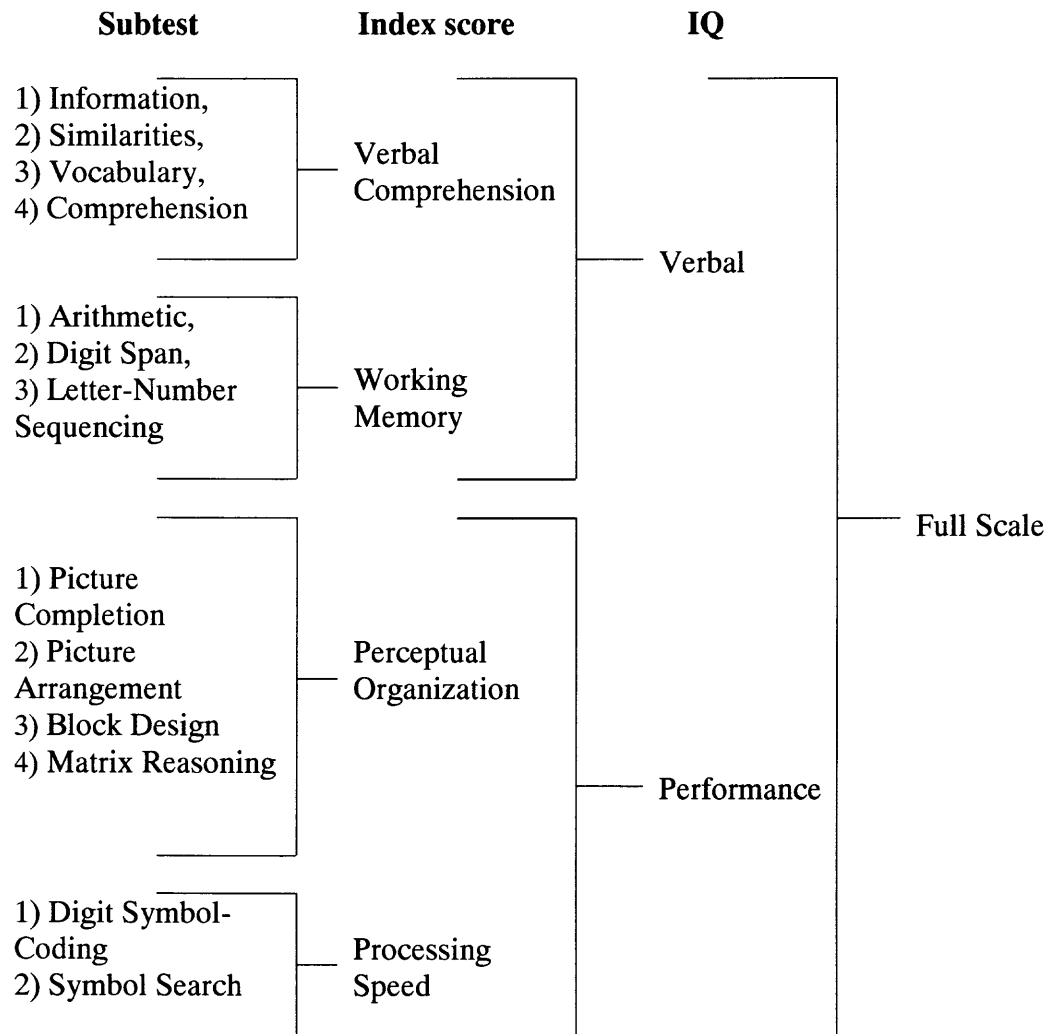 Subtest Index score IQ
1) Information,
2) Similarities,
3) Vocabulary,
4) Comprehension
Verbal
Comprehension
Verbal
1) Arithmetic,
2) Digit Span,
3) Letter-Number
Sequencing
Working
Memory
Full Scale
1) Picture
Completion
2) Picture
Arrangement
3) Block Design
4) Matrix Reasoning
Perceptual
Organization
Performance
1) Digit Symbol-
Coding
2) Symbol Search
Processing
Speed